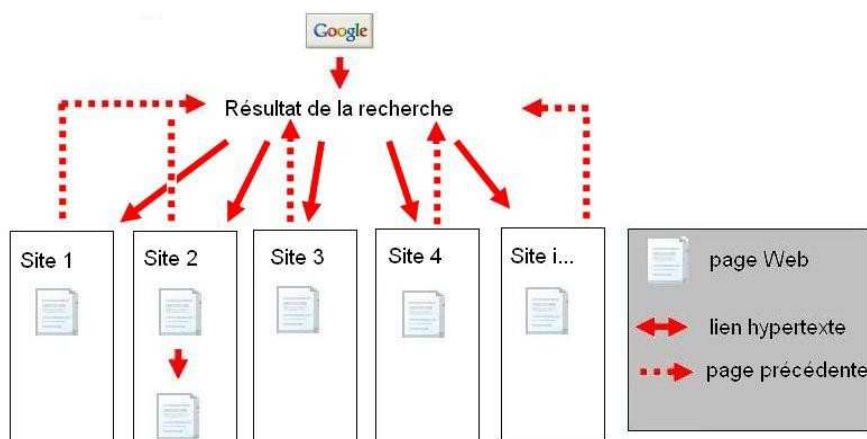 Google
Résultat de la recherche
Site 1
Site 2
Site 3
Site 4
Site i...
page Web
lien hypertexte
page précédente